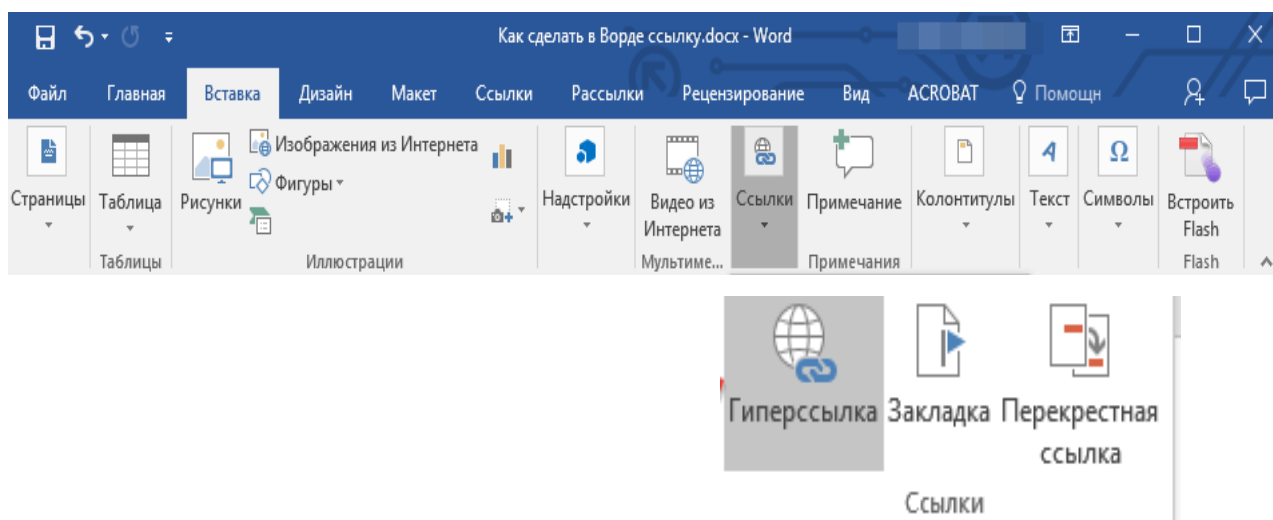 Как сделать в Ворде ссылку.docx - Word
Файл Главная Вставка Дизайн Макет Ссылки Рассылки Рецензирование Вид ACROBAT Помощн
Изображения из Интернета
Фигуры
Страницы Таблица Рисунки Надстройки Видео из Интернета Ссылки Примечание Колонтитулы Текст Символы Встроить Flash
Таблицы Иллюстрации Мультиме... Примечания Flash
Гиперссылка Закладка Перекрестная
ссылка
Ссылки